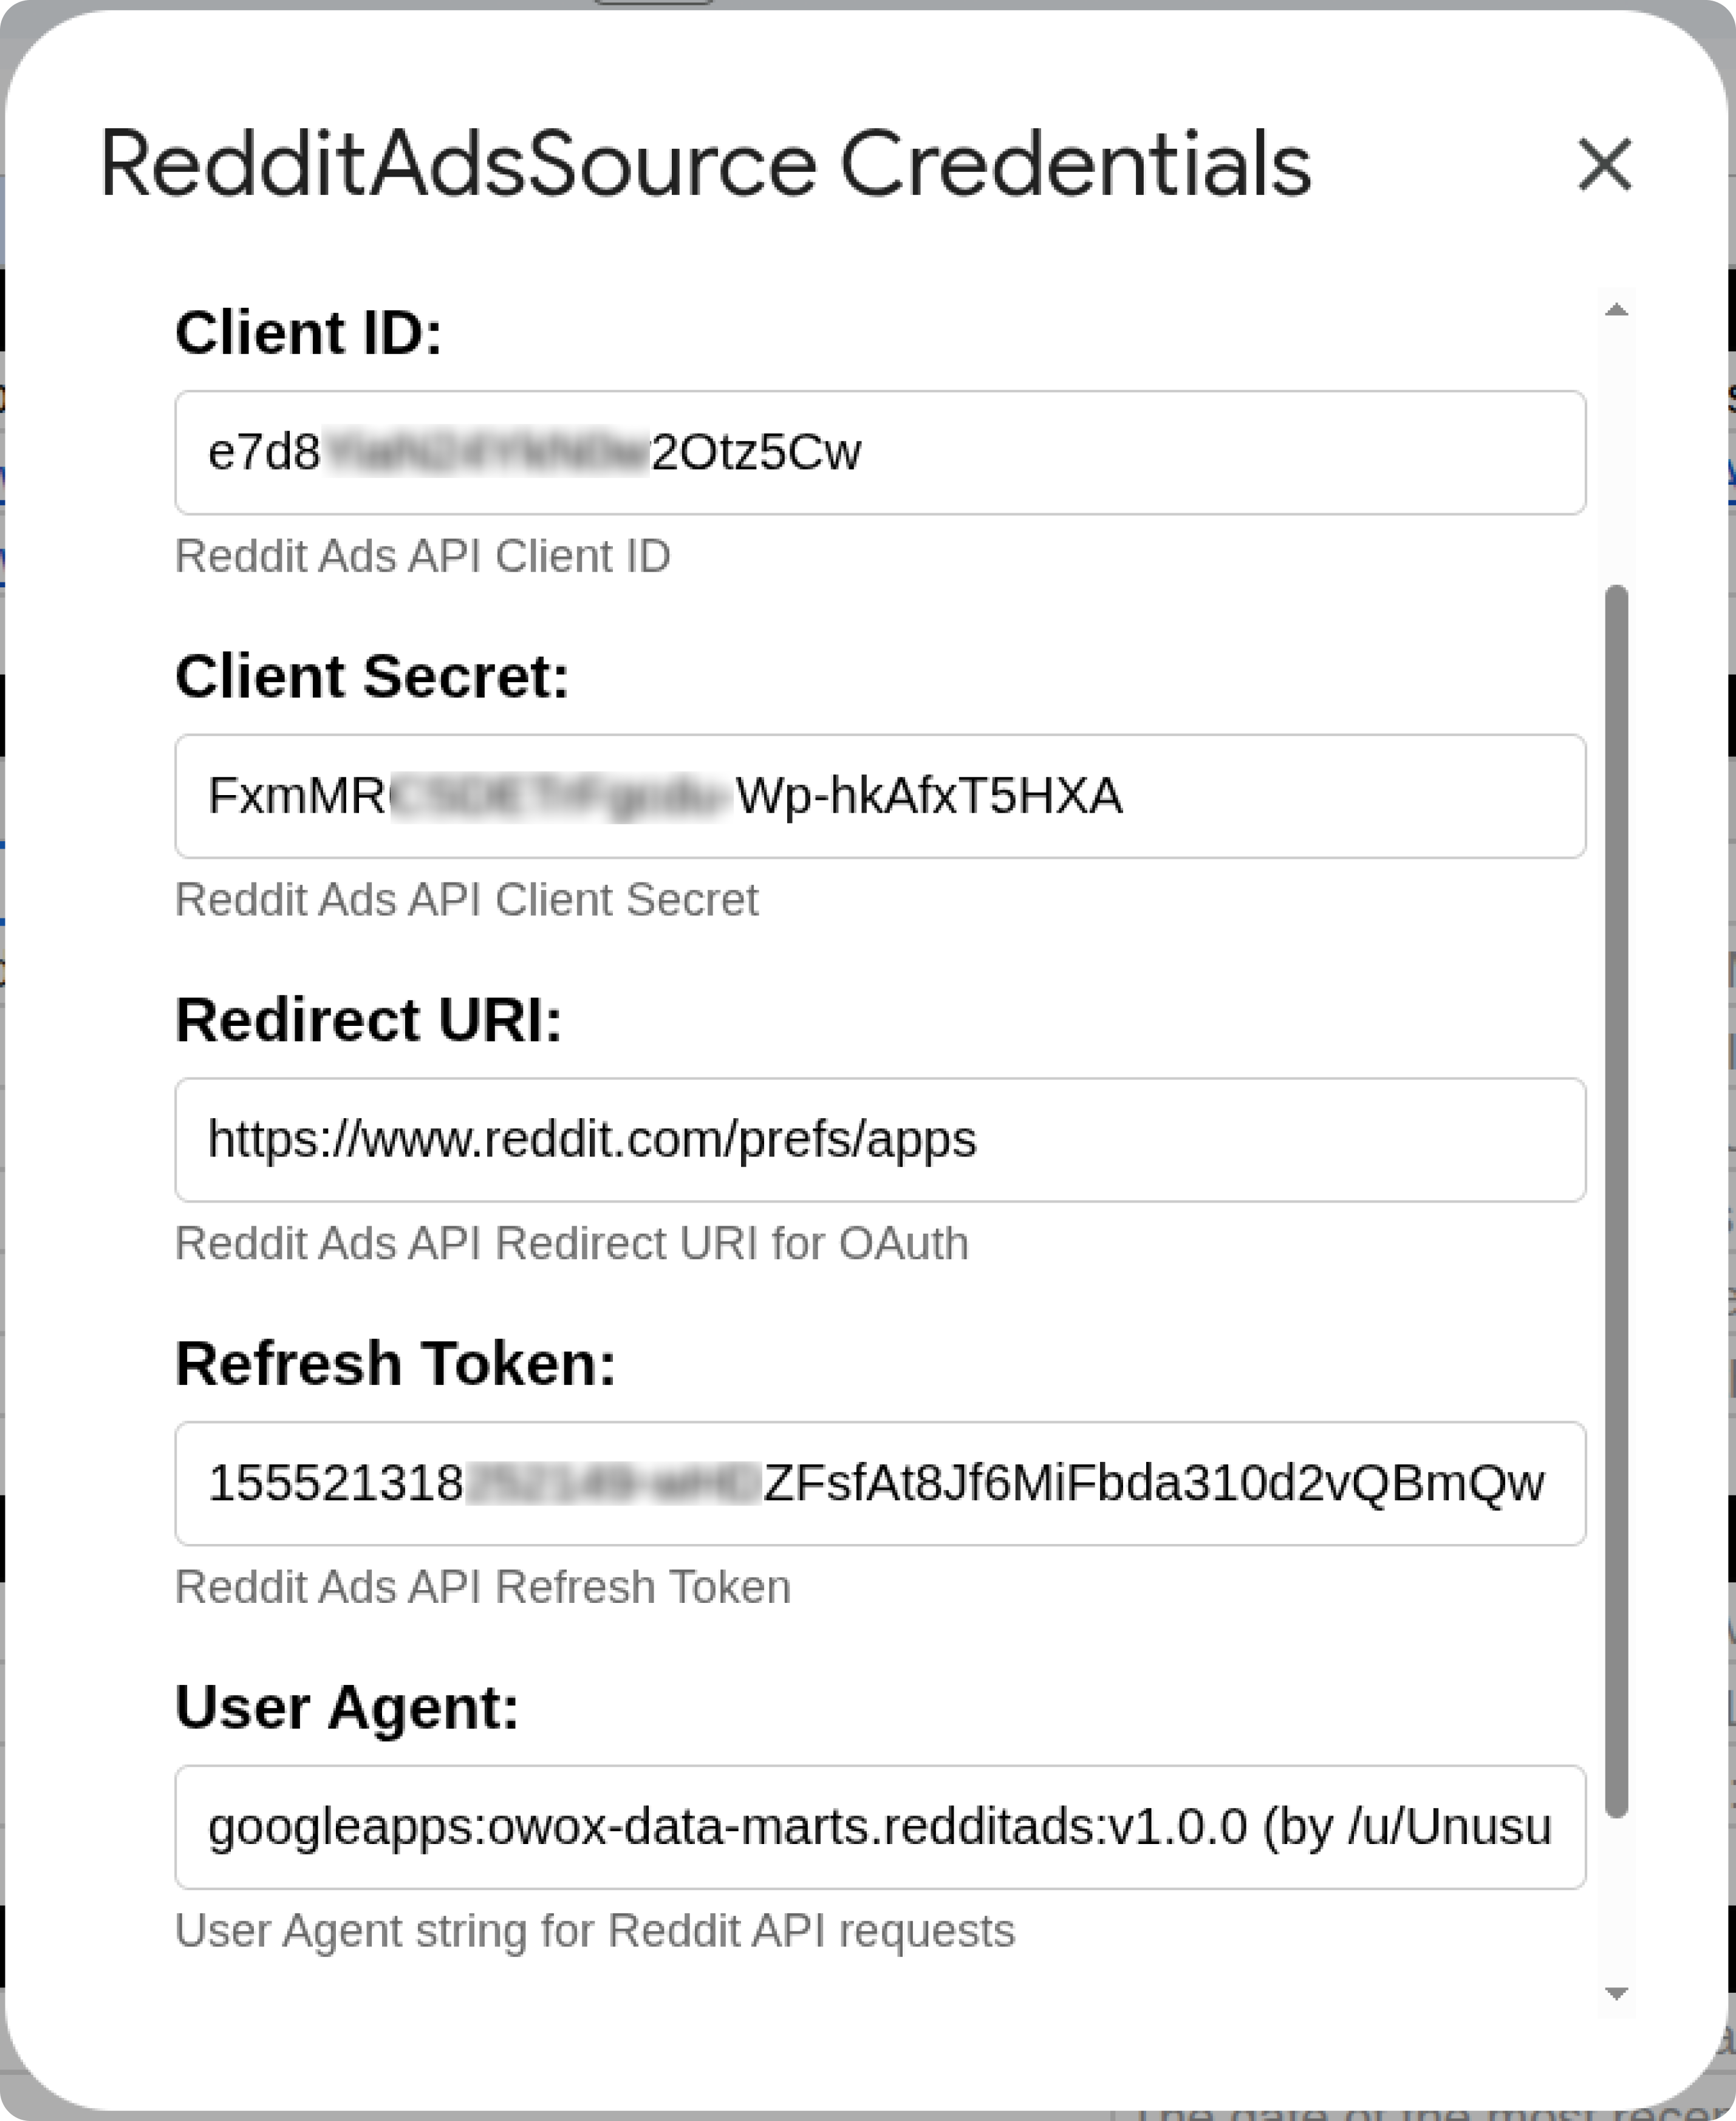 RedditAdsSource Credentials
Client ID:
e7d8 2Otz5Cw
Reddit Ads API Client ID
Client Secret:
FxmMR Wp-hkAfxT5HXA
Reddit Ads API Client Secret
Redirect URI:
https://www.reddit.com/prefs/apps
Reddit Ads API Redirect URI for OAuth
Refresh Token:
155521318 ZFsfAt8Jf6MiFbda310d2vQBmQw
Reddit Ads API Refresh Token
User Agent:
googleapps:owox-data-marts.redditads:v1.0.0 (by /u/Unusu
User Agent string for Reddit API requests